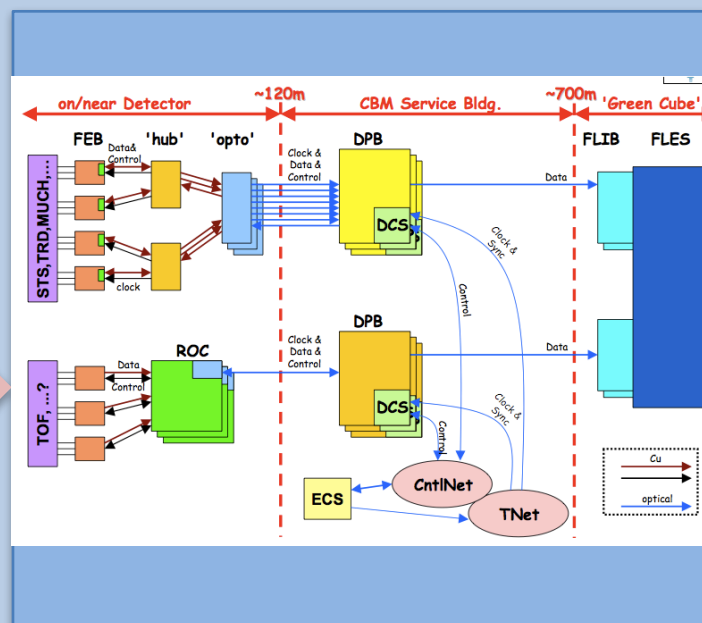 ~120m
~700m
on/near Detector
CBM Service Bldg.
'Green Cube'
FEB
'hub'
'opto'
DPB
FLIB
FLES
Data&
Control
Clock &
Data &
Control
Data
STS,TRD,MUCH,...
DCS
clock
Clock &
Sync
Control
DPB
ROC
Clock &
Data &
Control
Data
TOF, ...?
Data
Control
DCS
Clock &
Sync
Control
CntlNet
ECS
TNet
Cu
optical